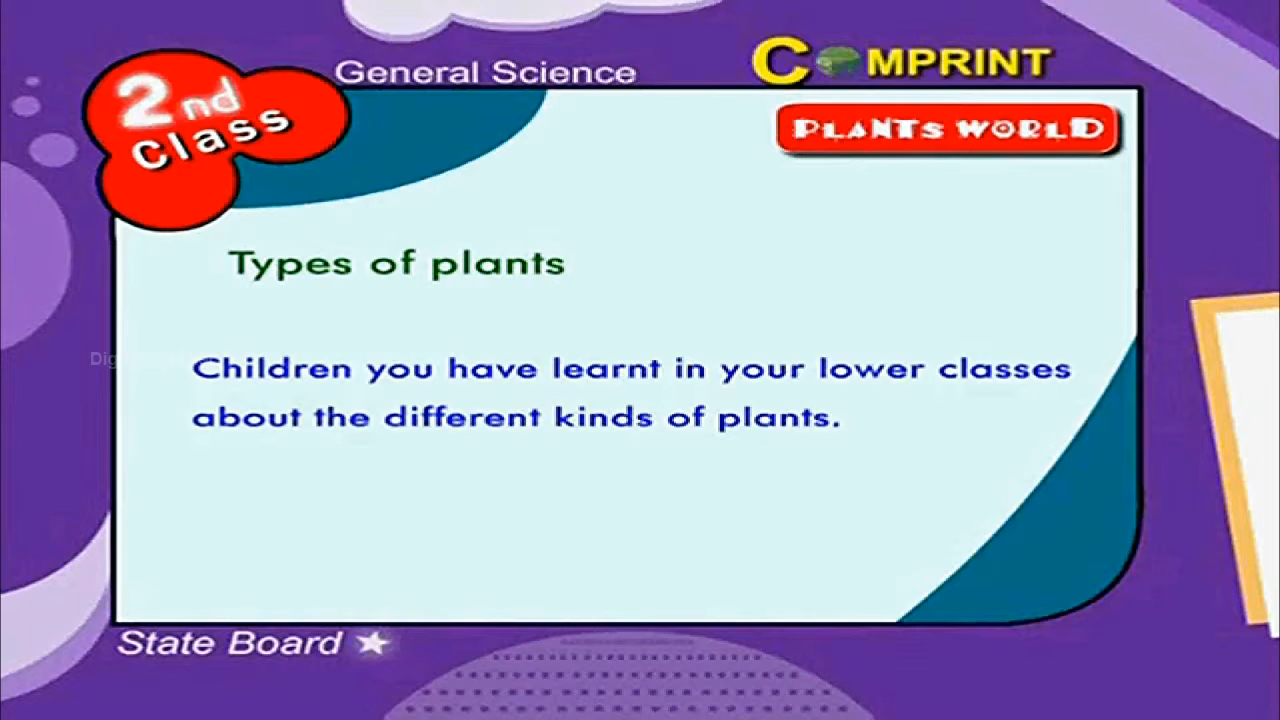 General Science
COMPRINT
2nd
Class
PLANTS WORLD
Types of plants
Children you have learnt in your lower classes
about the different kinds of plants.
State Board